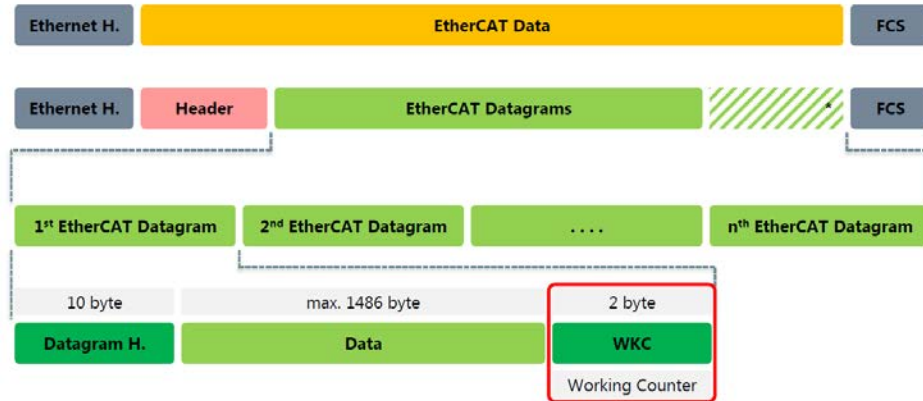 Ethernet H. EtherCAT Data FCS
Ethernet H. Header EtherCAT Datagrams * FCS
1st EtherCAT Datagram 2nd EtherCAT Datagram .... nth EtherCAT Datagram
10 byte max. 1486 byte 2 byte
Datagram H. Data WKC
Working Counter